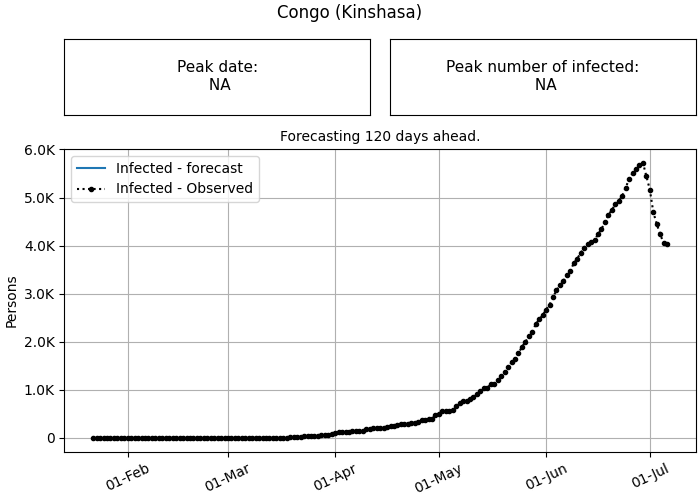 Congo (Kinshasa)
Peak date:
NA
Peak number of infected:
NA
Forecasting 120 days ahead.
Infected - forecast
Infected - Observed
6.0K
5.0K
4.0K
3.0K
2.0K
1.0K
0
Persons
01-Feb
01-Mar
01-Apr
01-May
01-Jun
01-Jul